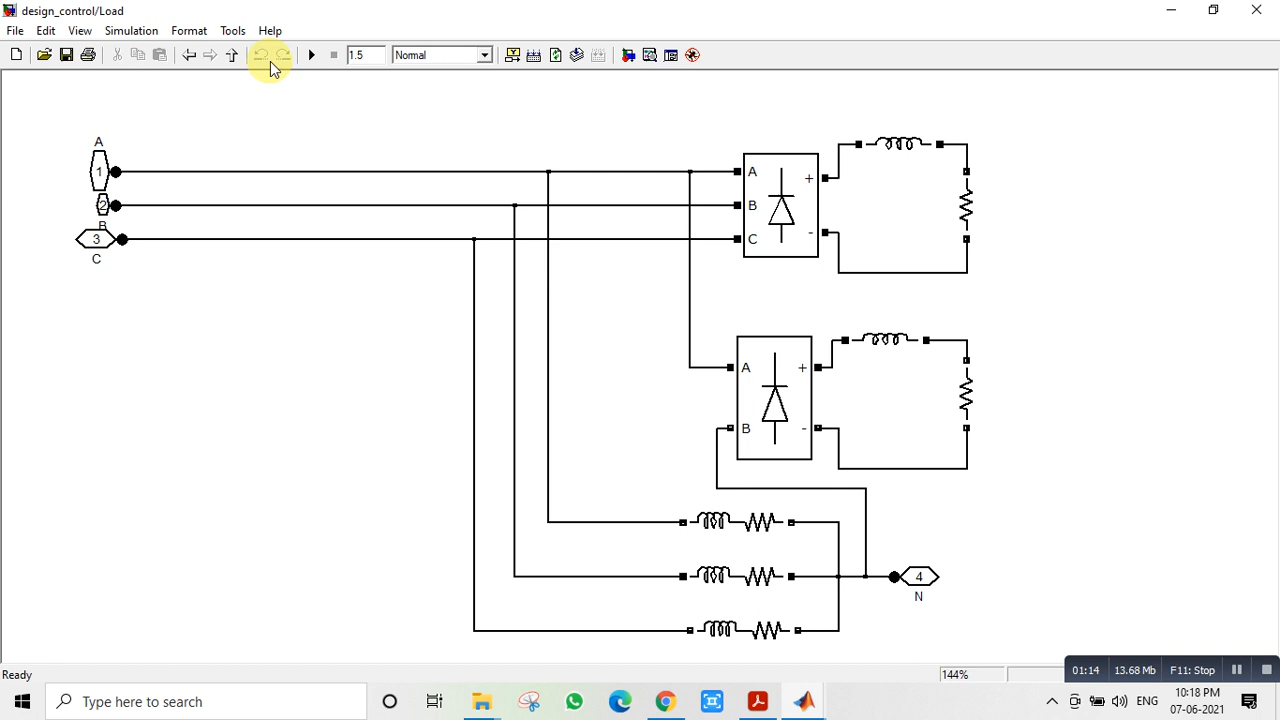 design_control/Load
File Edit View Simulation Format Tools Help
1.5 Normal
A
1
2
B
3
C
A
B
C
+
-
A
B
+
-
4
N
Ready
144%
01:14 13.68 Mb F11: Stop
Type here to search
ENG
10:18 PM
07-06-2021